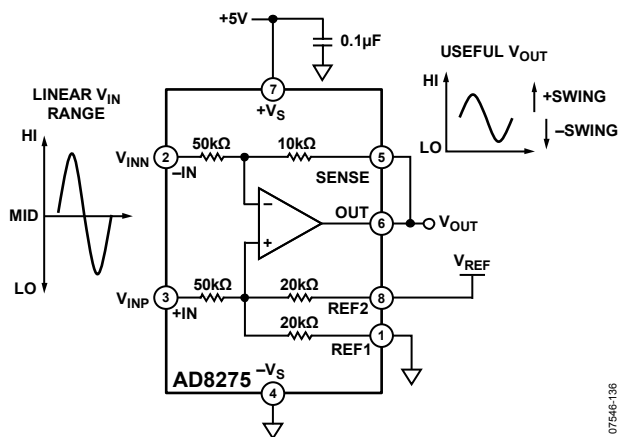 +5V
0.1µF
7
+VS
LINEAR VIN
RANGE
HI
MID
LO
USEFUL VOUT
HI
LO
+SWING
–SWING
50kΩ
10kΩ
VINN
2
–IN
5
SENSE
–
+
OUT
6
VOUT
VREF
VINP
3
+IN
50kΩ
20kΩ
8
REF2
20kΩ
1
REF1
AD8275
–VS
4
07546-136